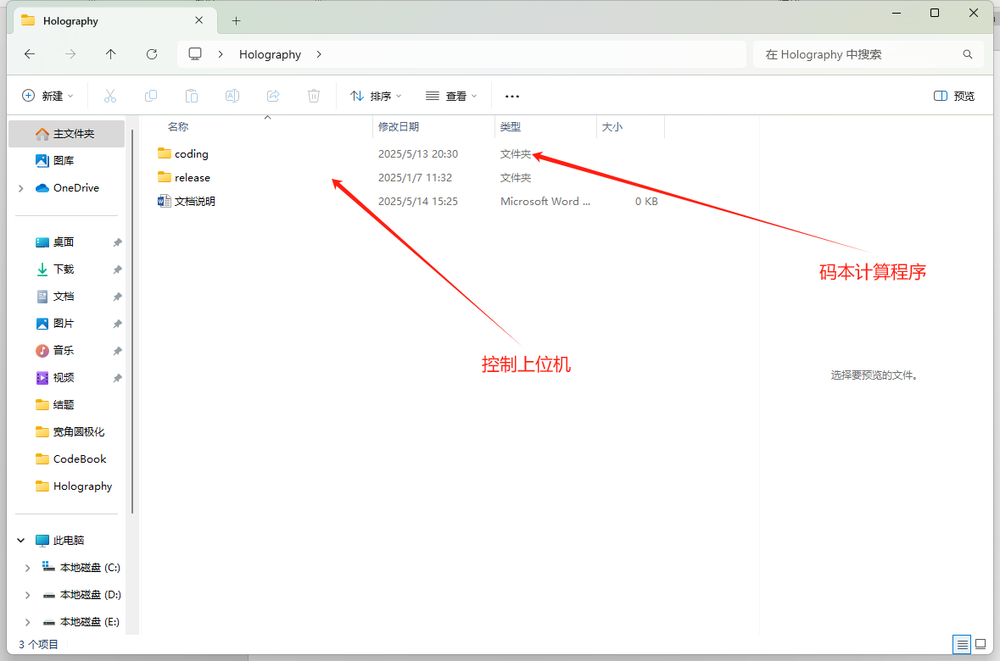 Holography
Holography
在 Holography 中搜索
新建
排序
查看
预览
名称
修改日期
类型
大小
主文件夹
图库
OneDrive
桌面
下载
文档
图片
音乐
视频
结题
宽角圆极化
CodeBook
Holography
此电脑
本地磁盘 (C:)
本地磁盘 (D:)
本地磁盘 (E:)
coding 2025/5/13 20:30 文件夹
release 2025/1/7 11:32 文件夹
文档说明 2025/5/14 15:25 Microsoft Word ... 0 KB
码本计算程序
控制上位机
选择要预览的文件。
3 个项目